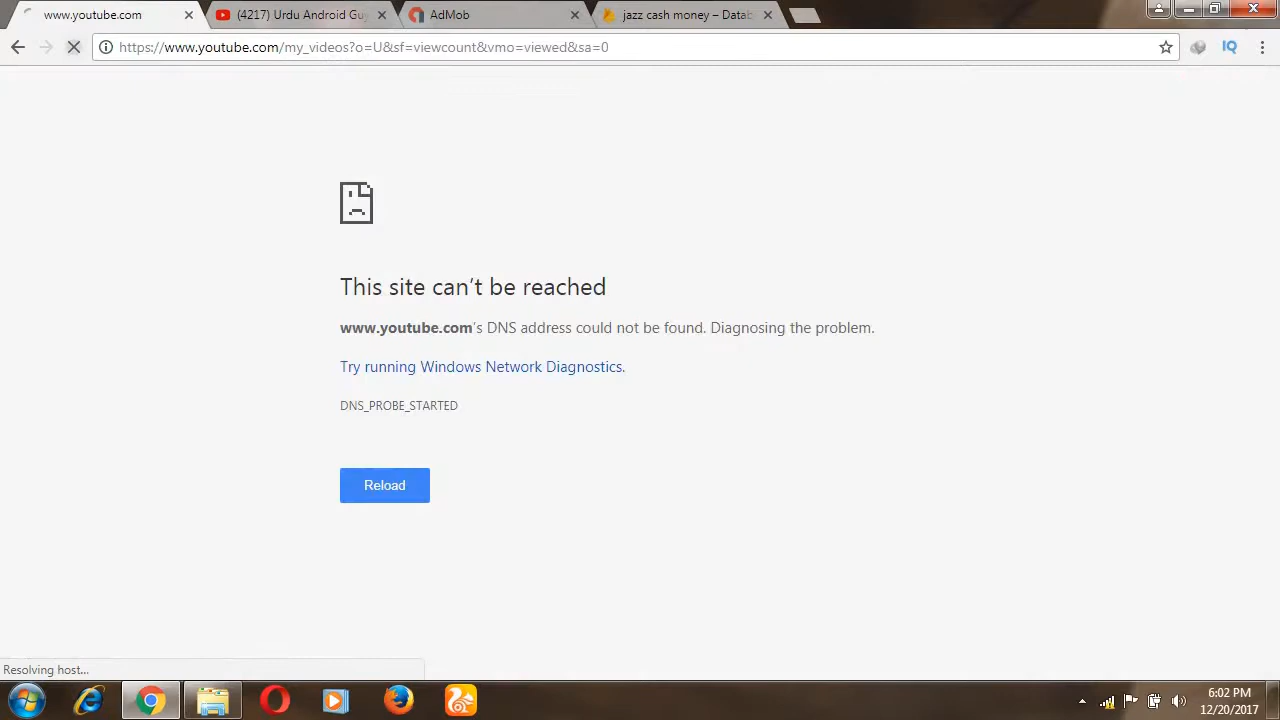 www.youtube.com
(4217) Urdu Android Guy
AdMob
jazz cash money – Datab
https://www.youtube.com/my_videos?o=U&sf=viewcount&vmo=viewed&sa=0
IQ
This site can’t be reached
www.youtube.com’s DNS address could not be found. Diagnosing the problem.
Try running Windows Network Diagnostics.
DNS_PROBE_STARTED
Reload
Resolving host...
6:02 PM
12/20/2017